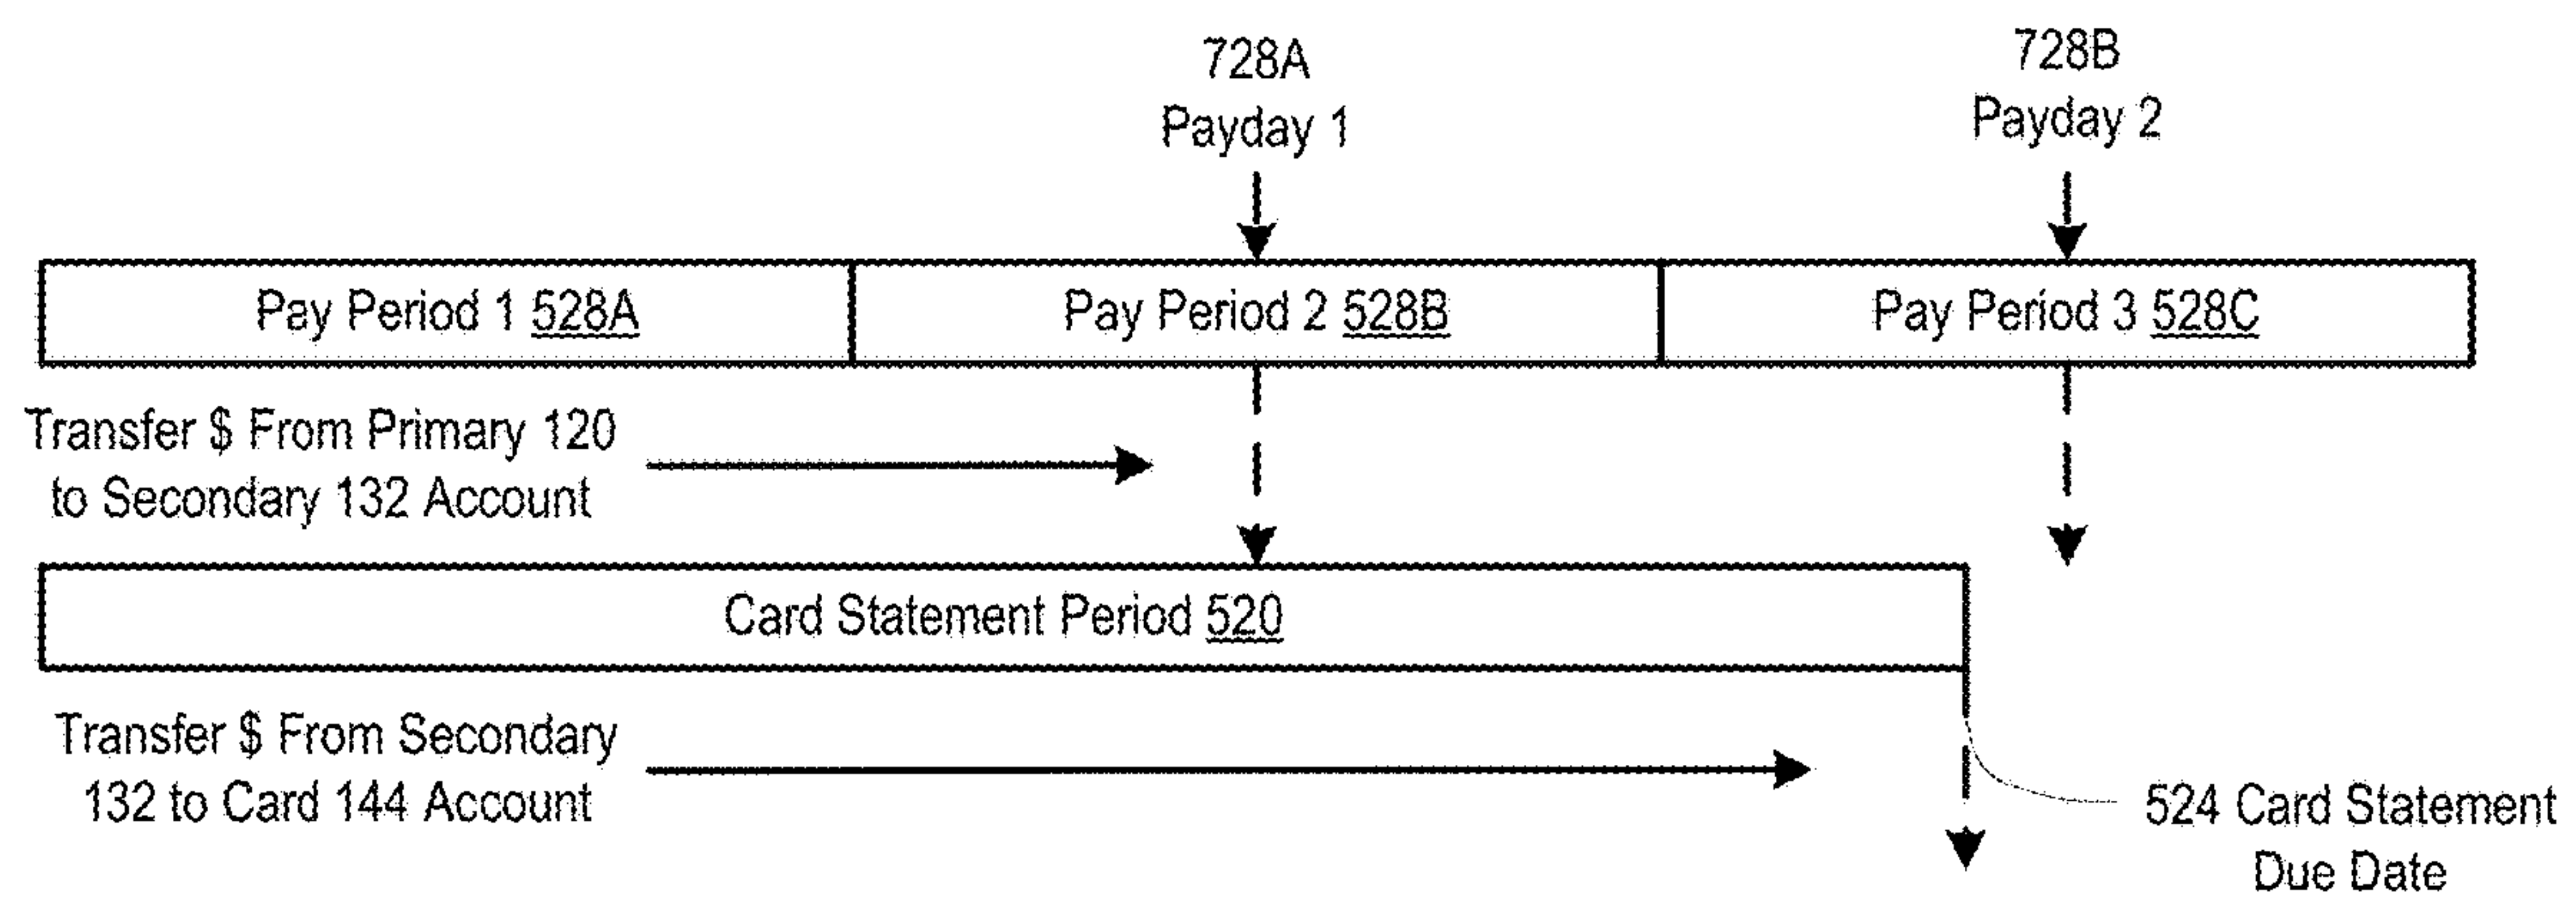 728A
Payday 1
728B
Payday 2
Pay Period 1 528A
Pay Period 2 528B
Pay Period 3 528C
Transfer $ From Primary 120
to Secondary 132 Account
Card Statement Period 520
Transfer $ From Secondary
132 to Card 144 Account
524 Card Statement
Due Date